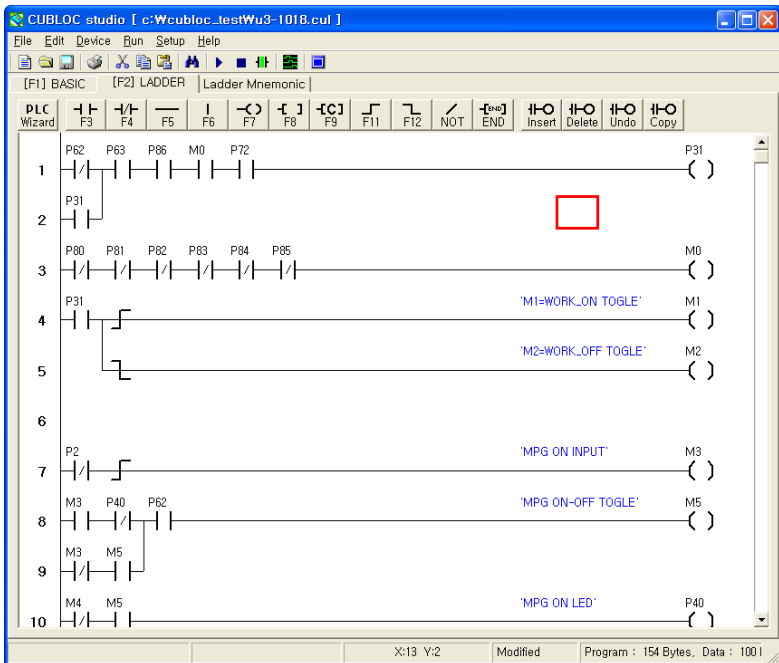 CUBLOC studio [ c:₩cubloc_test₩u3-1018.cul ]
File Edit Device Run Setup Help
[F1] BASIC [F2] LADDER Ladder Mnemonic
PLC Wizard F3 F4 F5 F6 F7 F8 [C] F9 F11 F12 NOT [END] END Insert Delete Undo Copy
P62 P63 P86 M0 P72 P31
1
P31
2
P80 P81 P82 P83 P84 P85 M0
3
P31 'M1=WORK_ON TOGLE' M1
4
'M2=WORK_OFF TOGLE' M2
5
6
P2 'MPG ON INPUT' M3
7
M3 P40 P62 'MPG ON-OFF TOGLE' M5
8
M3 M5
9
M4 M5 'MPG ON LED' P40
10
X:13 Y:2 Modified Program : 154 Bytes, Data : 100